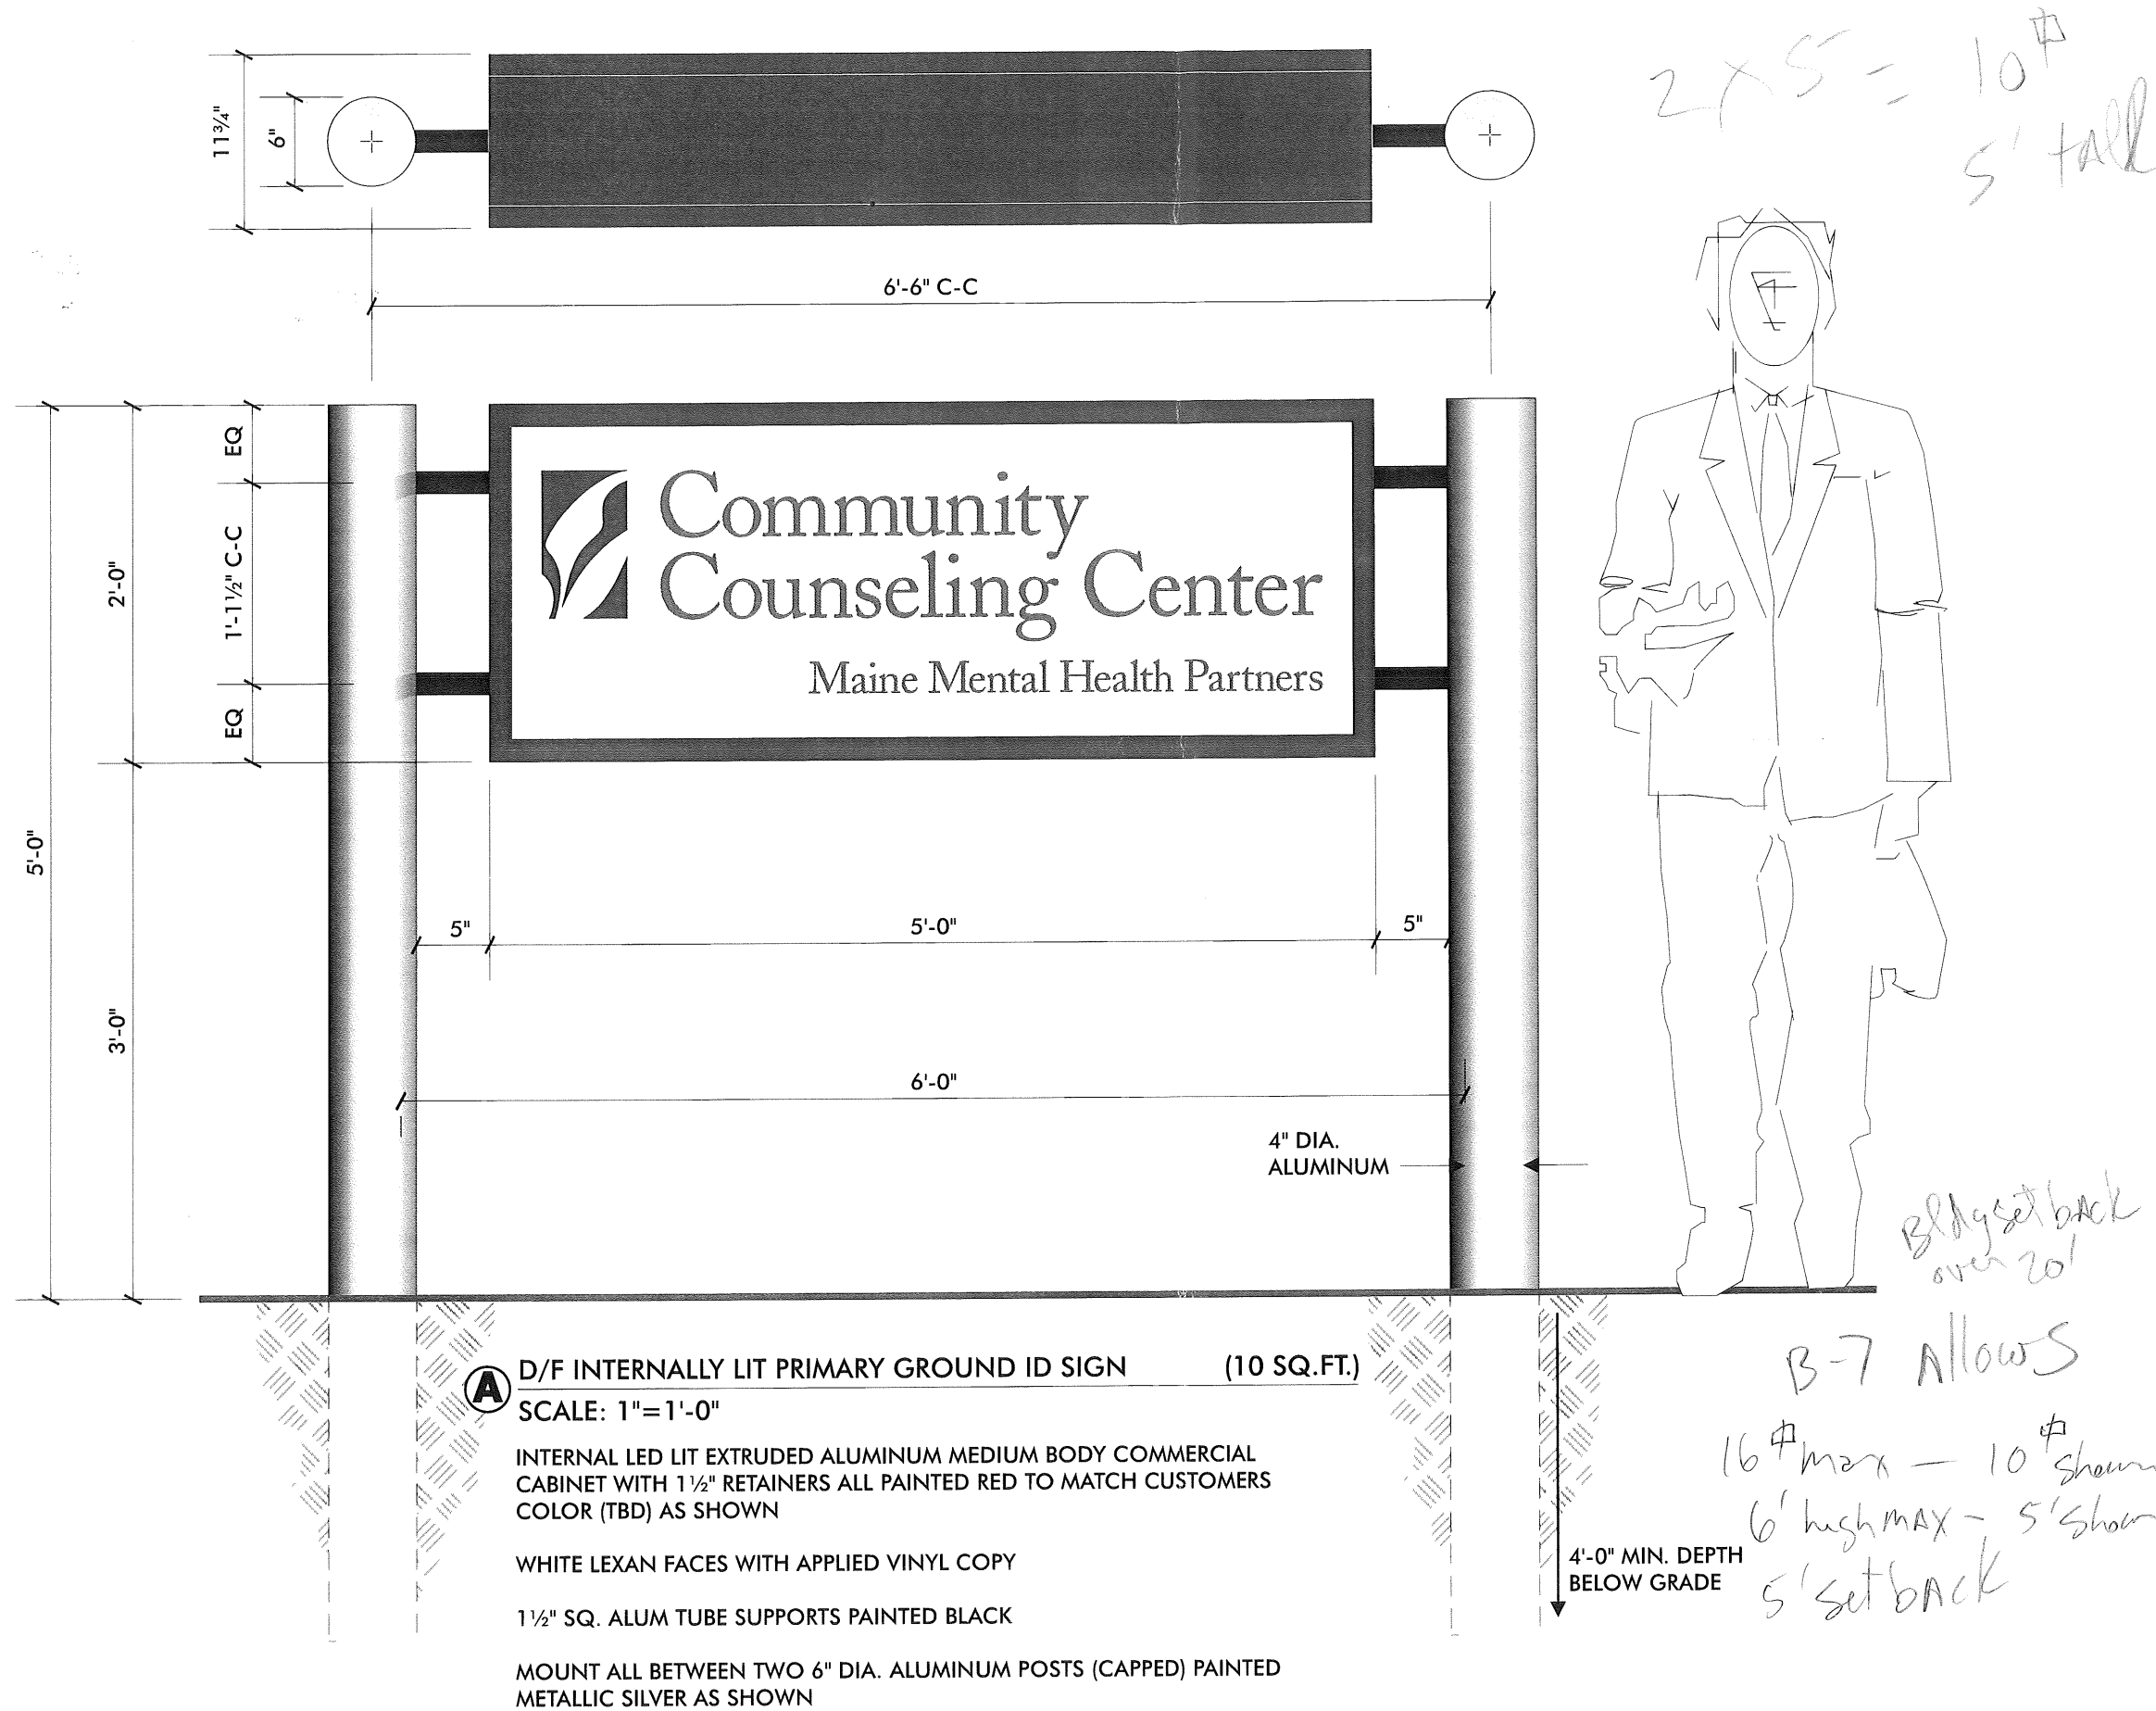 2 x 5 = 10
5' tall
11¾"
6"
6'-6" C-C
EQ
1'-1½" C-C
EQ
2'-0"
5'-0"
3'-0"
Community
Counseling Center
Maine Mental Health Partners
5"
5'-0"
5"
6'-0"
4" DIA.
ALUMINUM
Bldg setback
over 20'
B-7 Allows
16 max – 10 shown
6' high MAX – 5' show
5' setback
A
D/F INTERNALLY LIT PRIMARY GROUND ID SIGN (10 SQ.FT.)
SCALE: 1"=1'-0"
INTERNAL LED LIT EXTRUDED ALUMINUM MEDIUM BODY COMMERCIAL
CABINET WITH 1½" RETAINERS ALL PAINTED RED TO MATCH CUSTOMERS
COLOR (TBD) AS SHOWN
WHITE LEXAN FACES WITH APPLIED VINYL COPY
1½" SQ. ALUM TUBE SUPPORTS PAINTED BLACK
MOUNT ALL BETWEEN TWO 6" DIA. ALUMINUM POSTS (CAPPED) PAINTED
METALLIC SILVER AS SHOWN
4'-0" MIN. DEPTH
BELOW GRADE